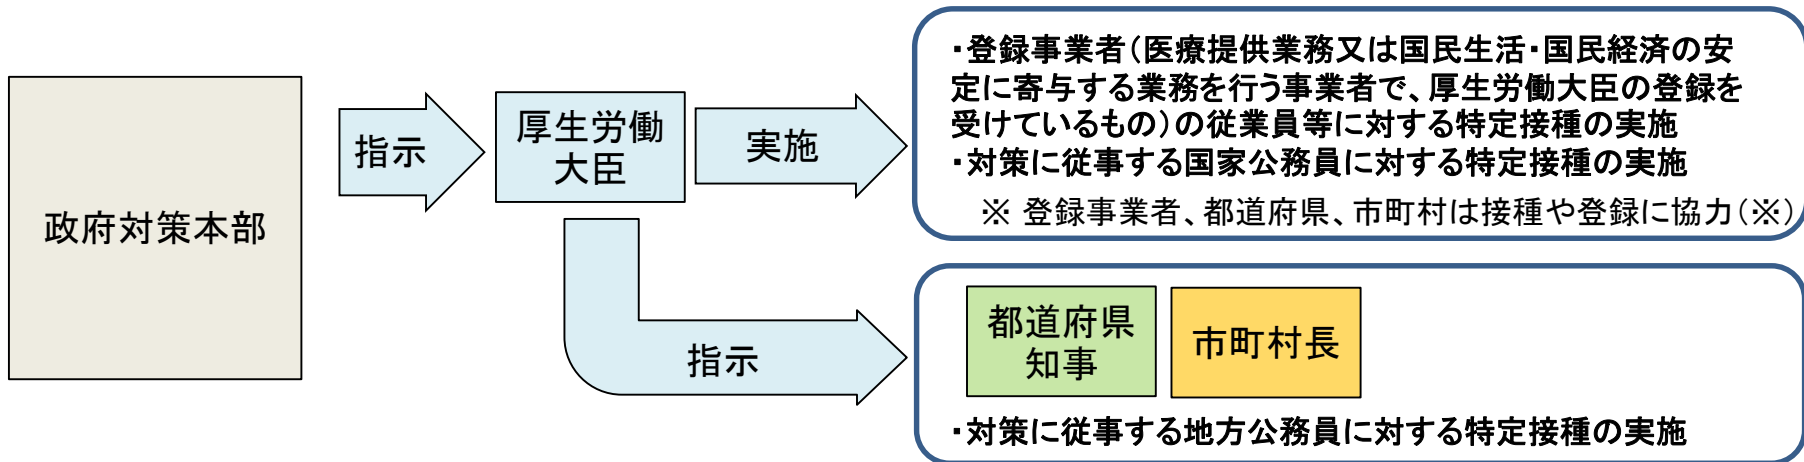 政府対策本部
指示
厚生労働
大臣
実施
・登録事業者（医療提供業務又は国民生活・国民経済の安
定に寄与する業務を行う事業者で、厚生労働大臣の登録を
受けているもの）の従業員等に対する特定接種の実施
・対策に従事する国家公務員に対する特定接種の実施
※ 登録事業者、都道府県、市町村は接種や登録に協力（※）
指示
都道府県
知事
市町村長
・対策に従事する地方公務員に対する特定接種の実施